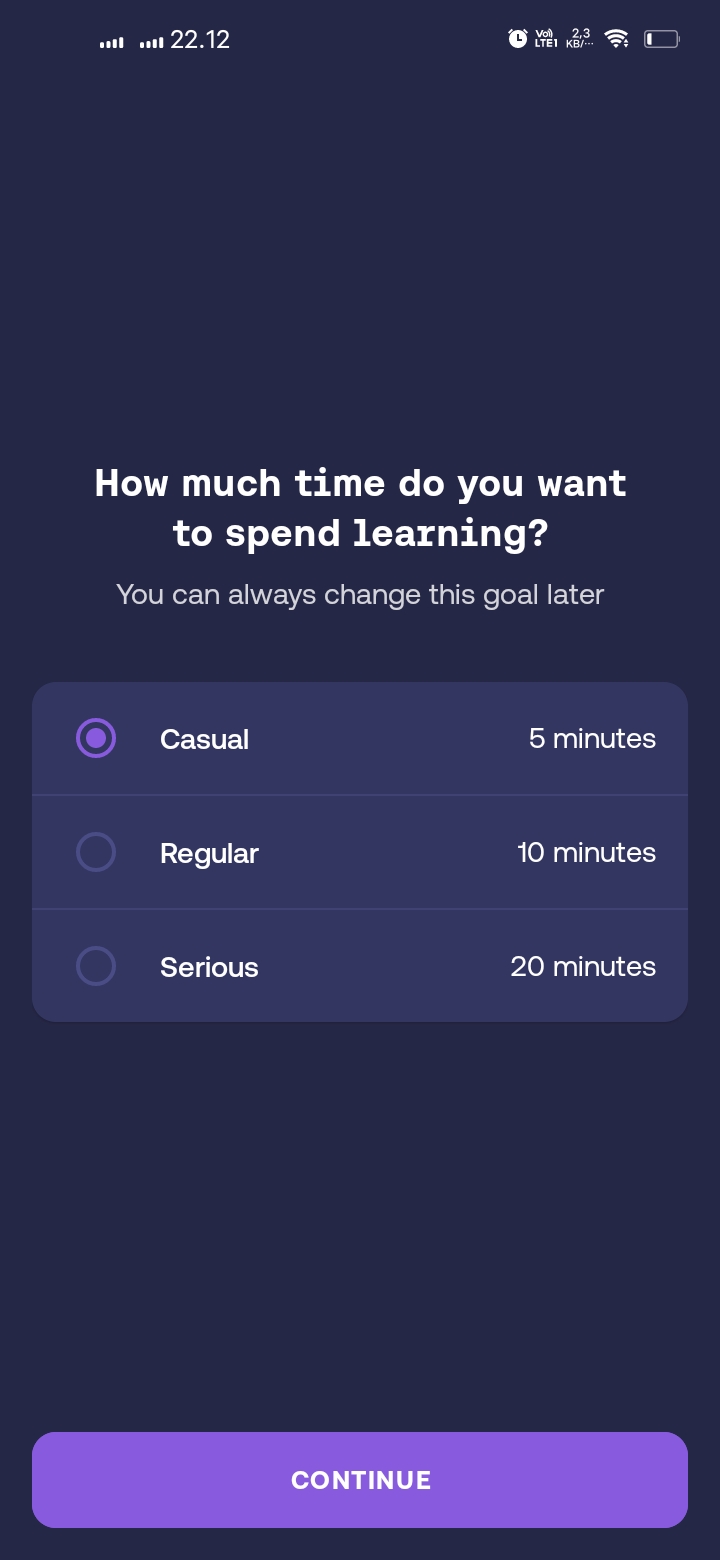 22.12
Vo)) 2,3
LTE1 KB/...
How much time do you want
to spend learning?
You can always change this goal later
Casual 5 minutes
Regular 10 minutes
Serious 20 minutes
CONTINUE